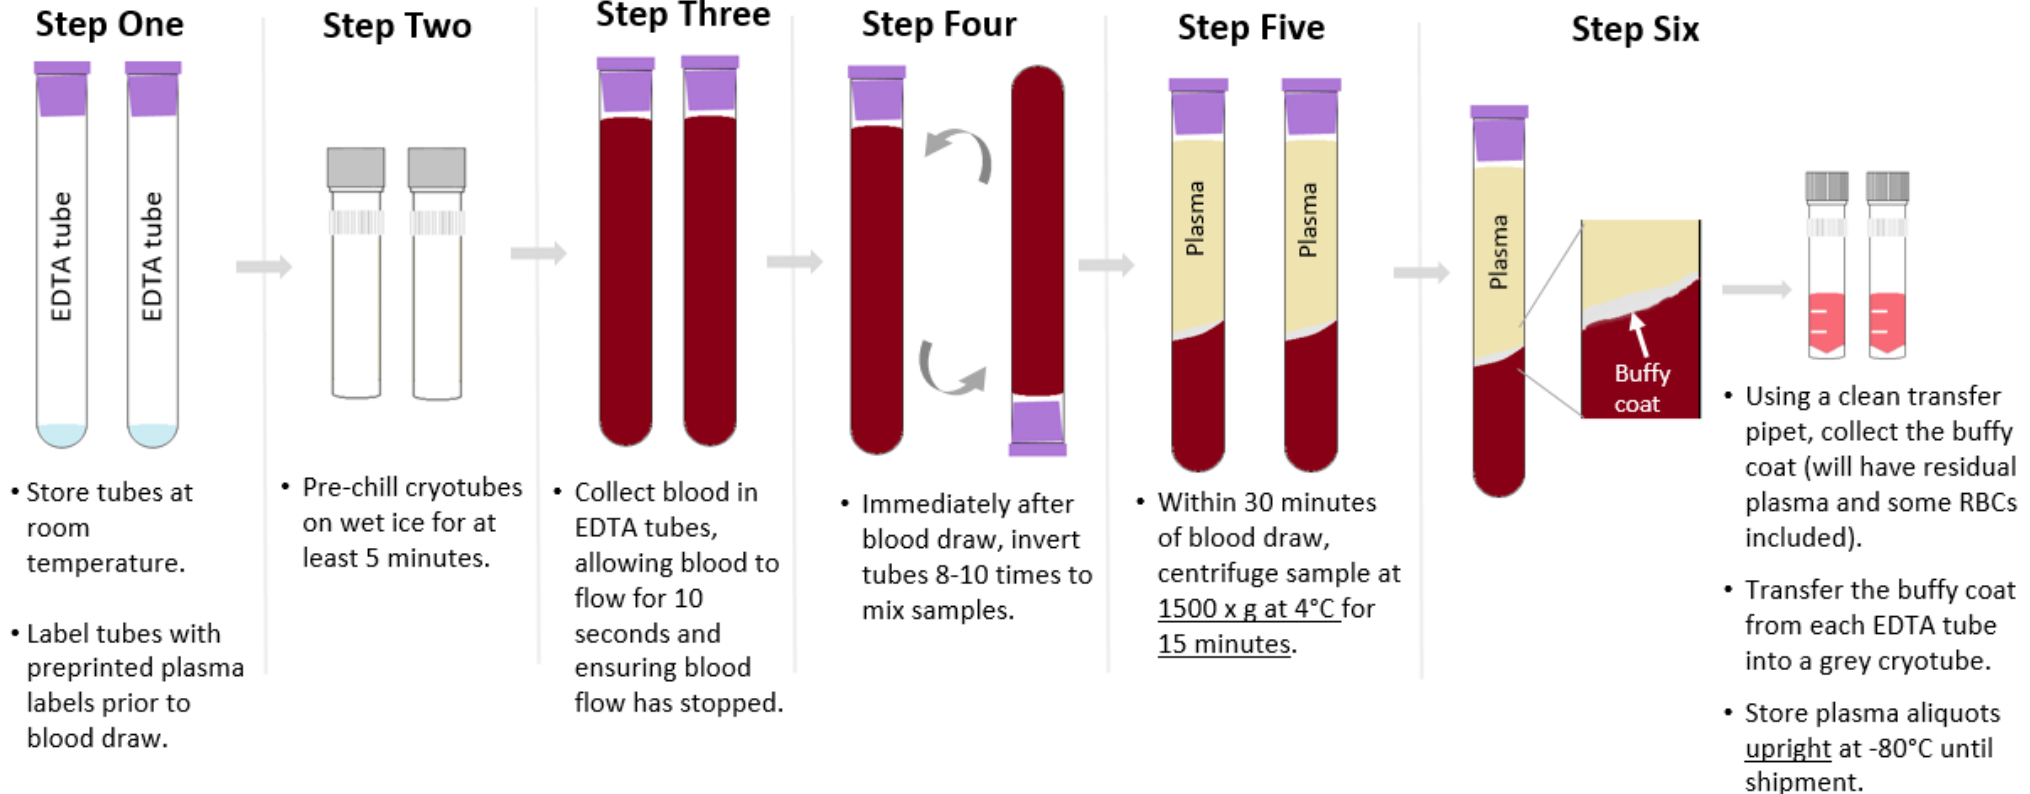 Step One
EDTA tube
EDTA tube
• Store tubes at
room
temperature.
• Label tubes with
preprinted plasma
labels prior to
blood draw.
Step Two
• Pre-chill cryotubes
on wet ice for at
least 5 minutes.
Step Three
• Collect blood in
EDTA tubes,
allowing blood to
flow for 10
seconds and
ensuring blood
flow has stopped.
Step Four
• Immediately after
blood draw, invert
tubes 8-10 times to
mix samples.
Step Five
Plasma
Plasma
• Within 30 minutes
of blood draw,
centrifuge sample at
1500 x g at 4°C for
15 minutes.
Step Six
Plasma
Buffy
coat
• Using a clean transfer
pipet, collect the buffy
coat (will have residual
plasma and some RBCs
included).
• Transfer the buffy coat
from each EDTA tube
into a grey cryotube.
• Store plasma aliquots
upright at -80°C until
shipment.